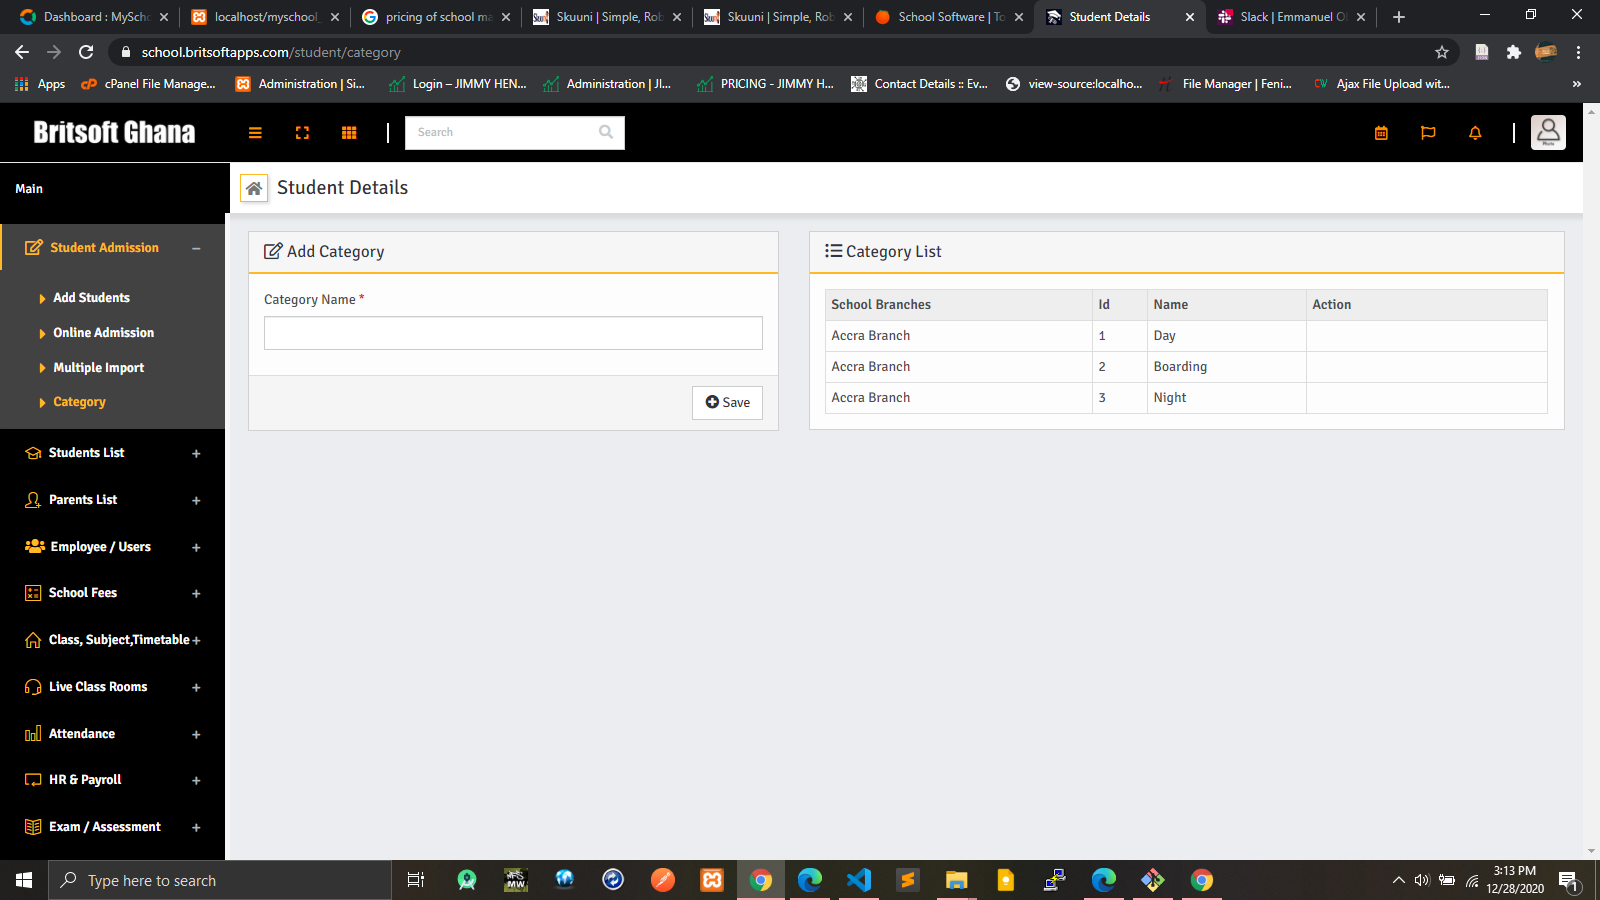 Dashboard : MyScho
localhost/myschool_
pricing of school ma
Skuuni | Simple, Rob
Skuuni | Simple, Rob
School Software | To
Student Details
Slack | Emmanuel Ol
school.britsoftapps.com/student/category
Apps
cPanel File Manage...
Administration | Si...
Login – JIMMY HEN...
Administration | JI...
PRICING - JIMMY H...
Contact Details :: Ev...
view-source:localho...
File Manager | Feni...
Ajax File Upload wit...
Britsoft Ghana
Search
Main
Student Details
Student Admission
Add Students
Online Admission
Multiple Import
Category
Students List
Parents List
Employee / Users
School Fees
Class, Subject,Timetable
Live Class Rooms
Attendance
HR & Payroll
Exam / Assessment
Add Category
Category Name *
Save
Category List
School Branches Id Name Action
Accra Branch 1 Day
Accra Branch 2 Boarding
Accra Branch 3 Night
Type here to search
3:13 PM
12/28/2020
1